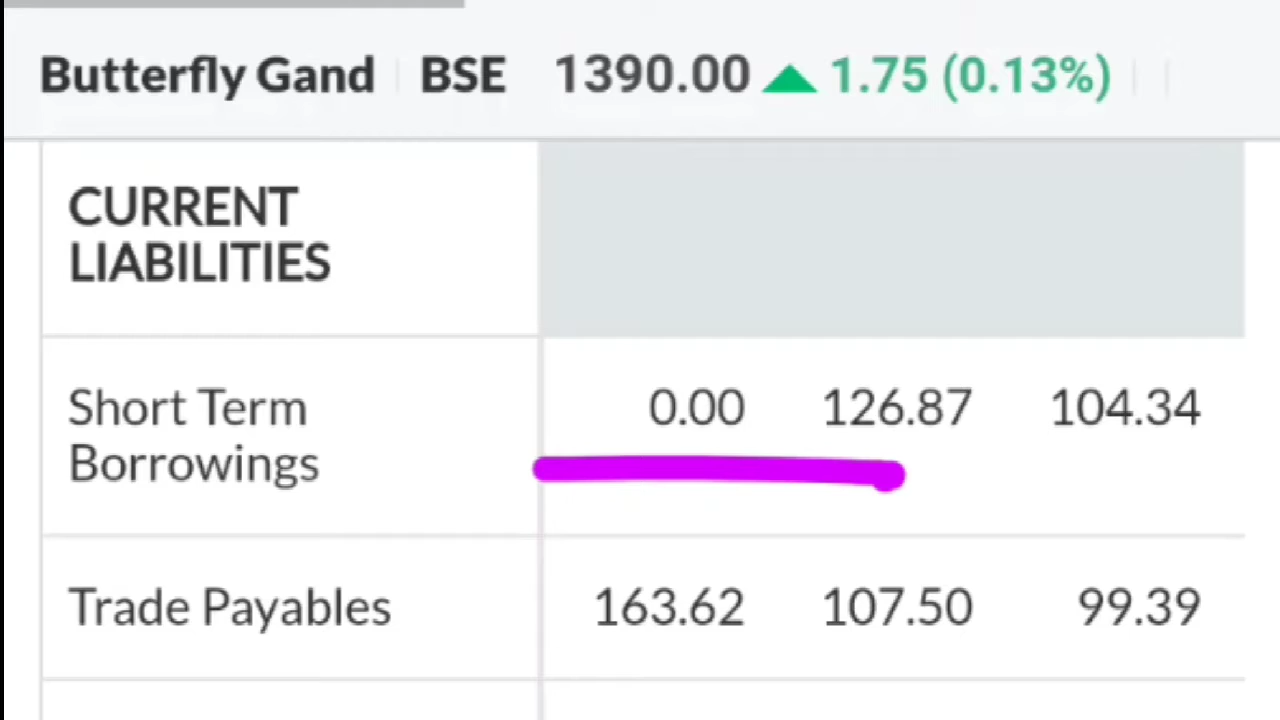 Butterfly Gand BSE 1390.00 ▲ 1.75 (0.13%)
CURRENT
LIABILITIES
Short Term
Borrowings
0.00 126.87 104.34
Trade Payables 163.62 107.50 99.39